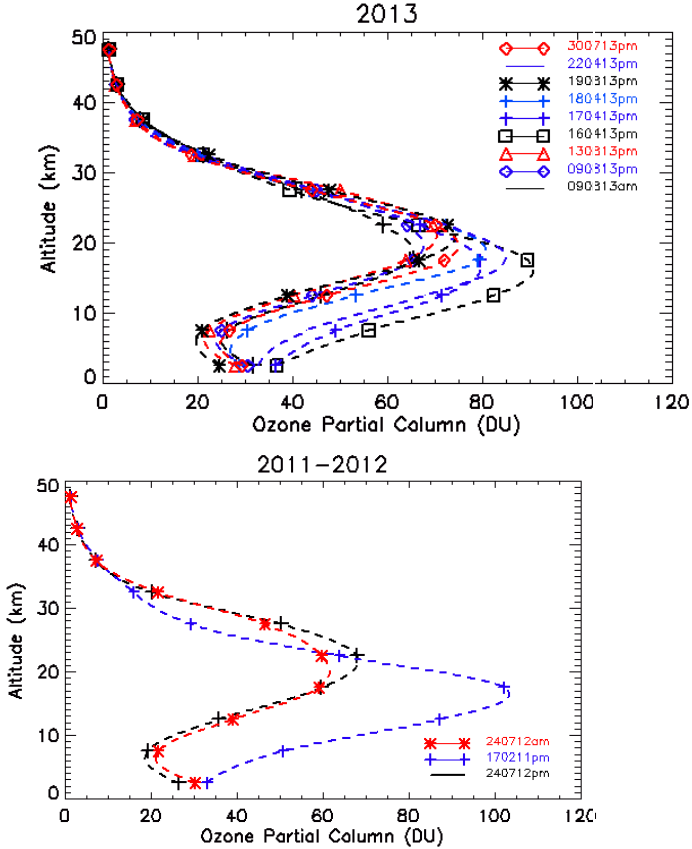 2013
50
40
30
20
10
0
Altitude (km)
300713pm
220413pm
190313pm
180413pm
170413pm
160413pm
130313pm
090313pm
090313am
0 20 40 60 80 100 120
Ozone Partial Column (DU)
2011-2012
50
40
30
20
10
0
Altitude (km)
240712am
170211pm
240712pm
0 20 40 60 80 100 120
Ozone Partial Column (DU)